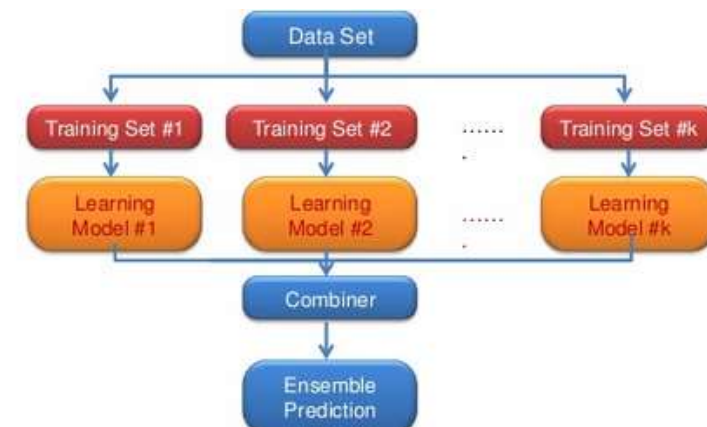 Data Set
Training Set #1
Training Set #2
......
.
Training Set #k
Learning
Model #1
Learning
Model #2
......
.
Learning
Model #k
Combiner
Ensemble
Prediction